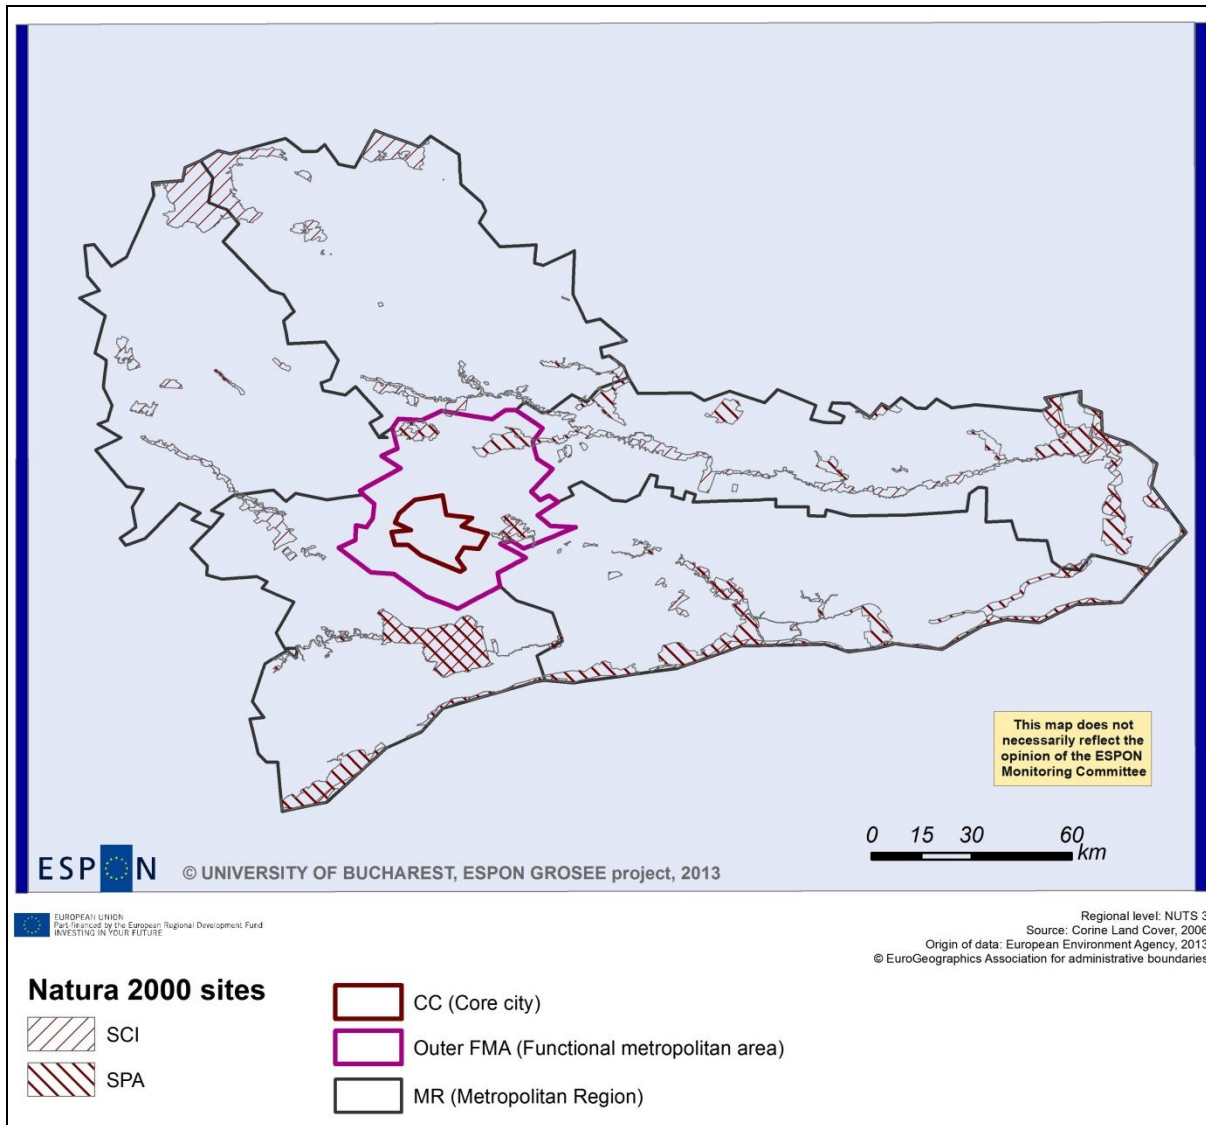 This map does not
necessarily reflect the
opinion of the ESPON
Monitoring Committee
0 15 30 60
km
ESPON
© UNIVERSITY OF BUCHAREST, ESPON GROSEE project, 2013
EUROPEAN UNION
Part-financed by the European Regional Development Fund
INVESTING IN YOUR FUTURE
Regional level: NUTS 3
Source: Corine Land Cover, 2006
Origin of data: European Environment Agency, 2013
© EuroGeographics Association for administrative boundaries
Natura 2000 sites
SCI
SPA
CC (Core city)
Outer FMA (Functional metropolitan area)
MR (Metropolitan Region)